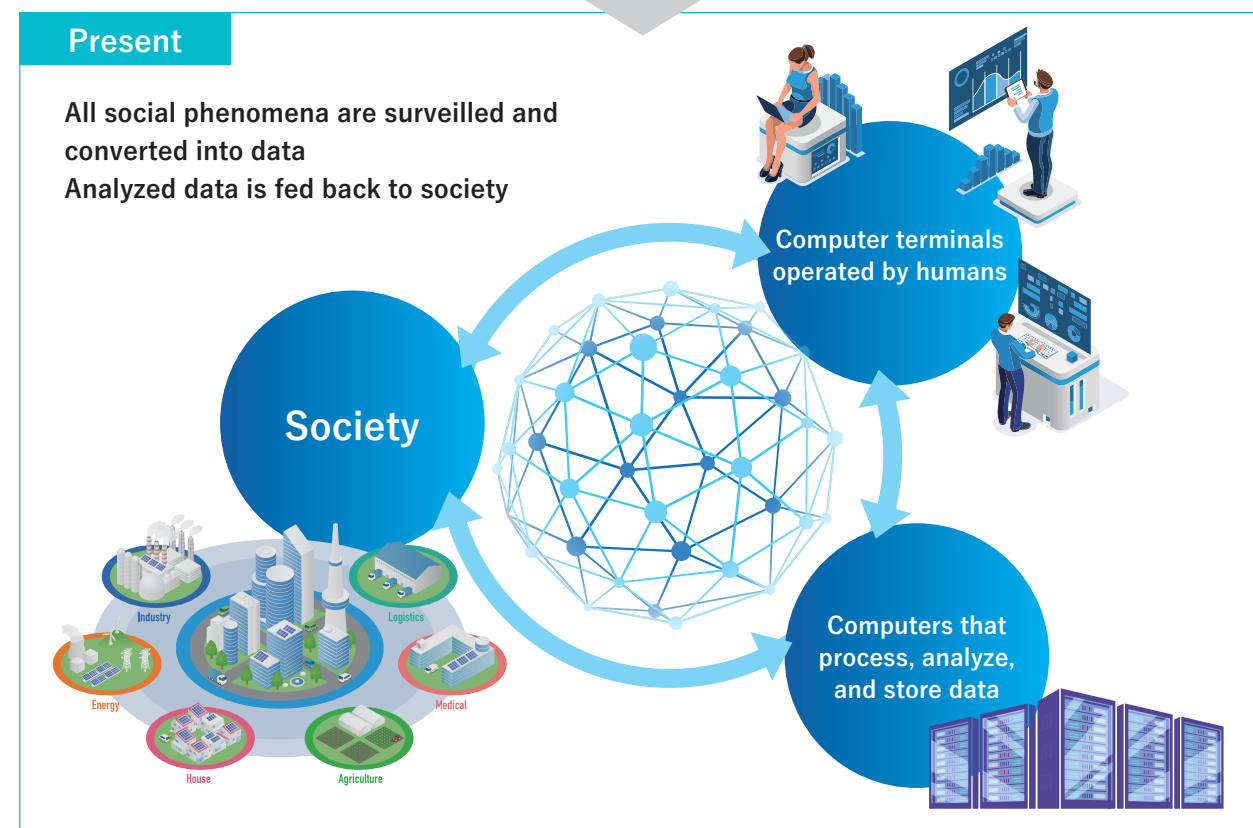 Present
All social phenomena are surveilled and
converted into data
Analyzed data is fed back to society
Computer terminals
operated by humans
Society
Computers that
process, analyze,
and store data
Industry
Logistics
Energy
Medical
House
Agriculture